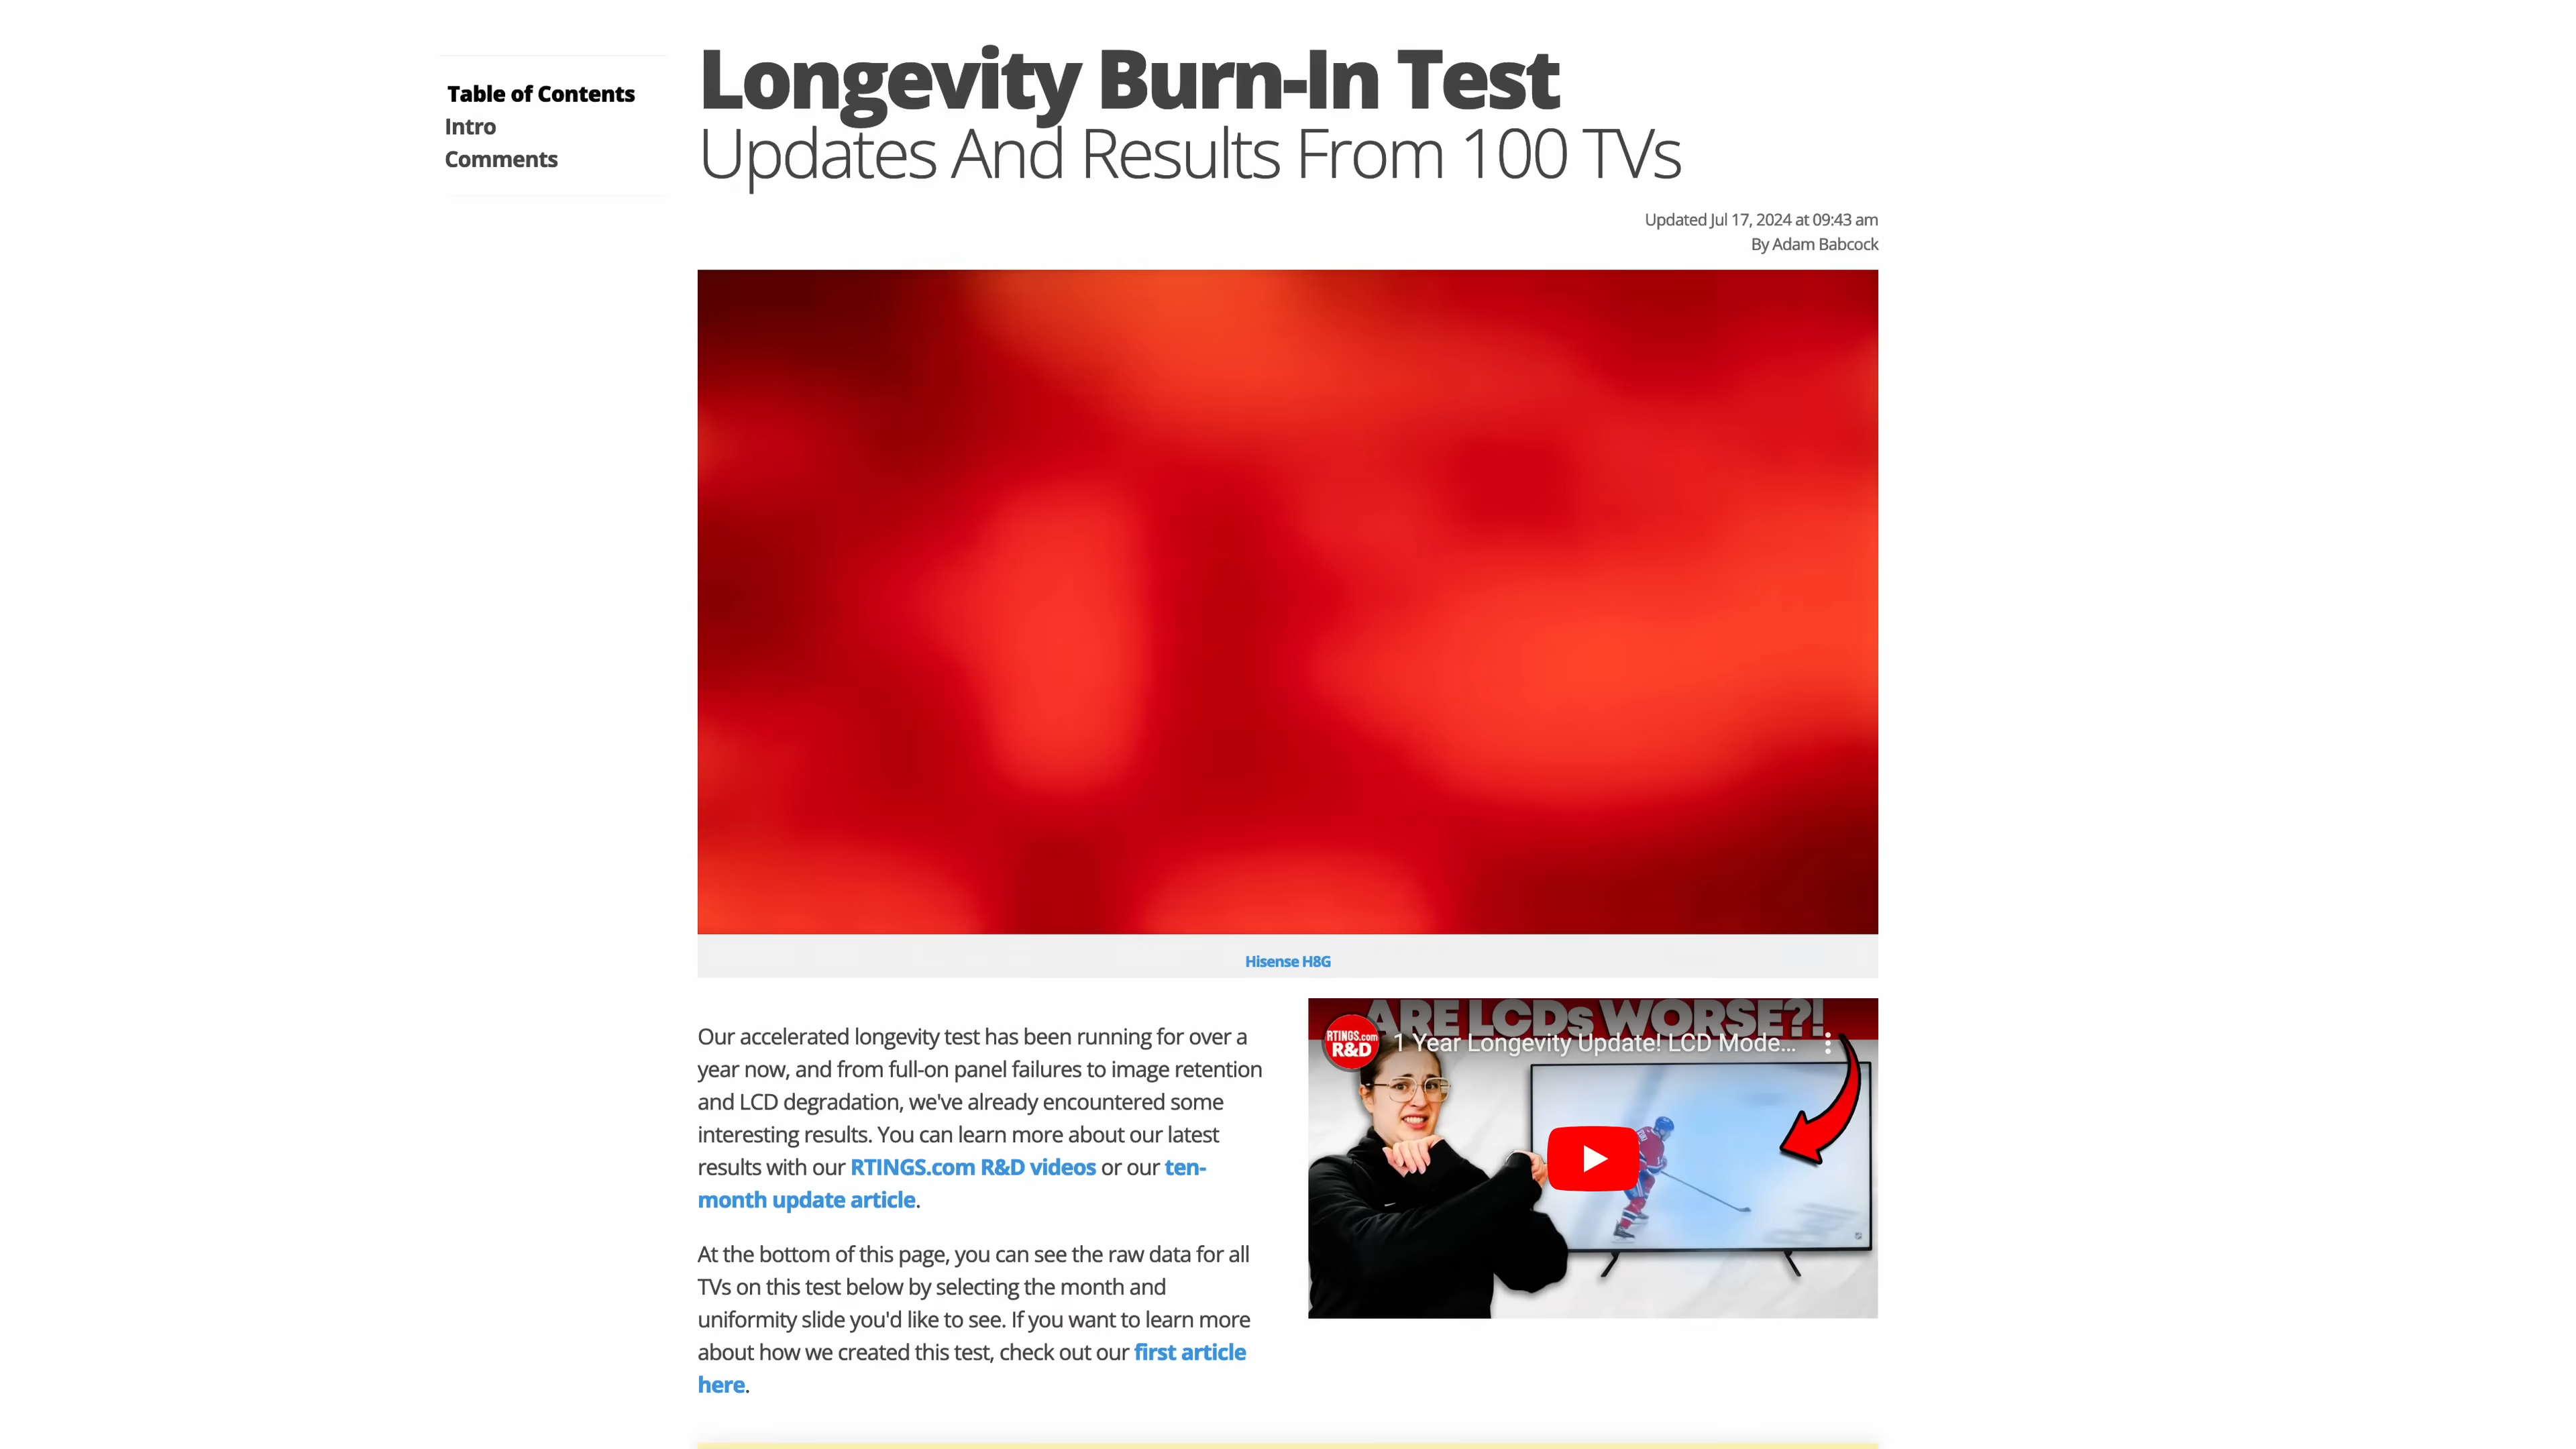 Table of Contents
Intro
Comments
Longevity Burn-In Test
Updates And Results From 100 TVs
Updated Jul 17, 2024 at 09:43 am
By Adam Babcock
Hisense H8G
Our accelerated longevity test has been running for over a
year now, and from full-on panel failures to image retention
and LCD degradation, we've already encountered some
interesting results. You can learn more about our latest
results with our RTINGS.com R&D videos or our ten-
month update article.
At the bottom of this page, you can see the raw data for all
TVs on this test below by selecting the month and
uniformity slide you'd like to see. If you want to learn more
about how we created this test, check out our first article
here.
ARE LCDs WORSE?!
RTINGS.com
R&D
1 Year Longevity Update! LCD Mode...